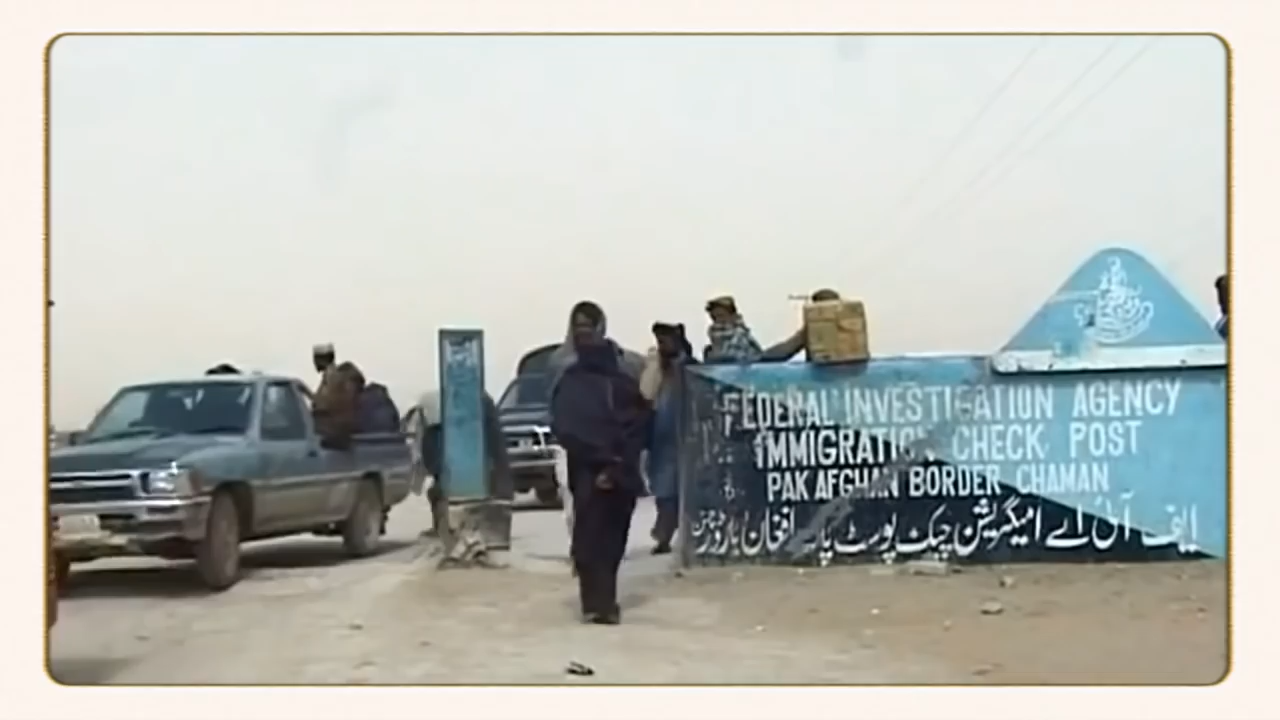 FEDERAL INVESTIGATION AGENCY
IMMIGRATION CHECK POST
PAK AFGHAN BORDER CHAMAN
ایف آئی اے امیگریشن چیک پوسٹ پاک افغان بارڈر چمن